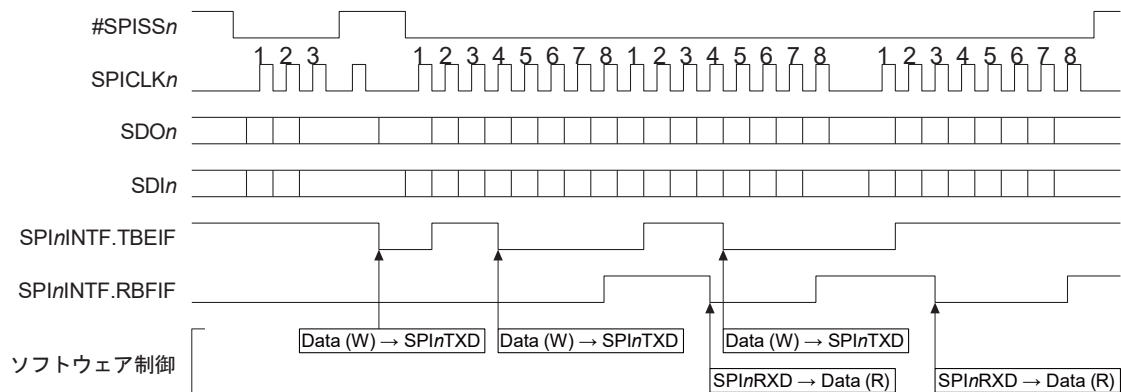 #SPISSn
1 2 3 1 2 3 4 5 6 7 8 1 2 3 4 5 6 7 8 1 2 3 4 5 6 7 8
SPICLKn
SDOn
SDIn
SPInINTF.TBEIF
SPInINTF.RBFIF
Data (W) → SPInTXD Data (W) → SPInTXD Data (W) → SPInTXD
ソフトウェア制御
SPInRXD → Data (R) SPInRXD → Data (R)